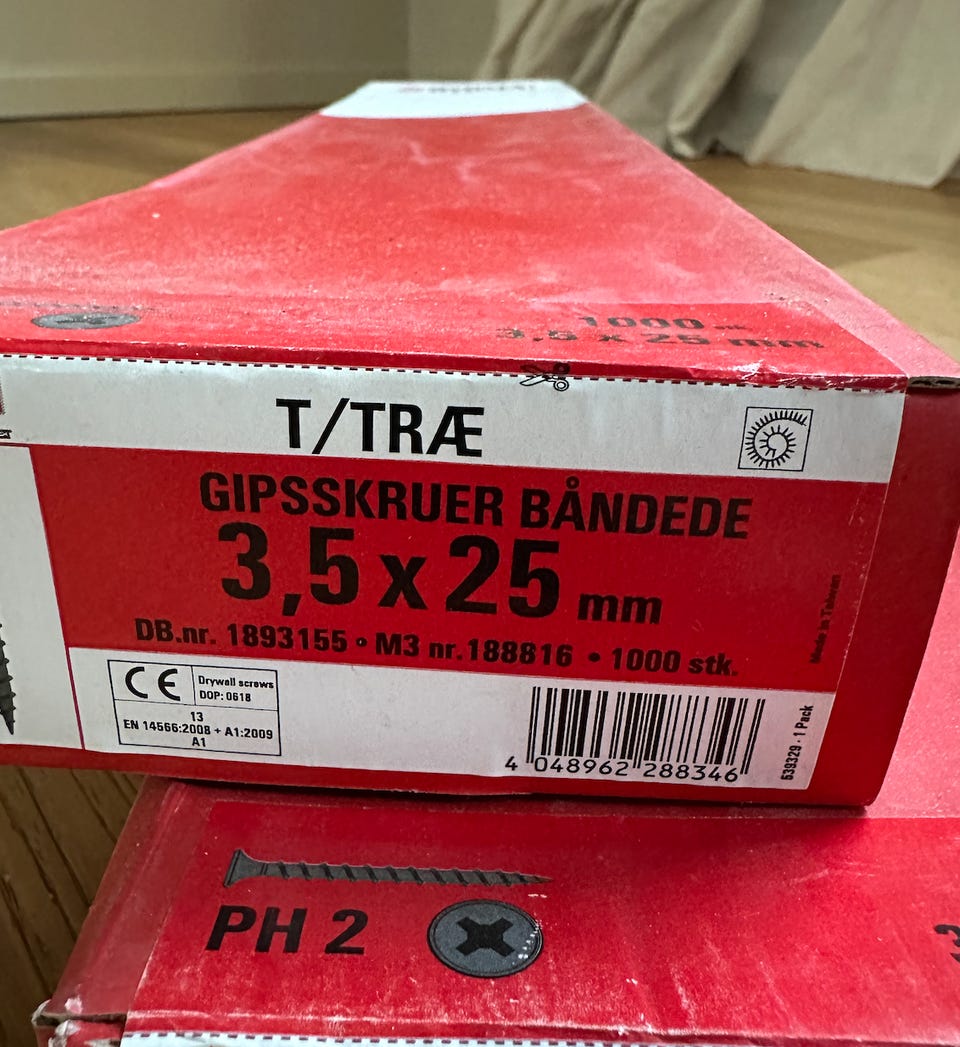 1000 stk
3,5 x 25 mm
T/TRÆ
GIPSSKRUER BÅNDEDE
3,5 x 25 mm
DB.nr. 1893155 • M3 nr.188816 • 1000 stk.
Made in Taiwan
CE
Drywall screws
DOP: 0618
13
EN 14566:2008 + A1:2009
A1
4 048962 288346
539329 · 1 Pack
PH 2